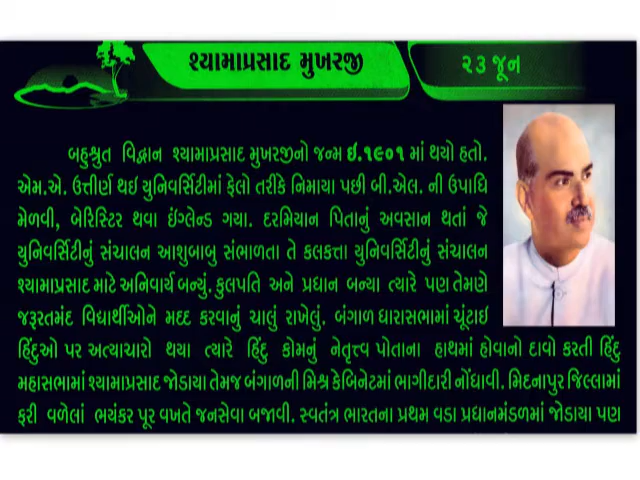 શ્યામાપ્રસાદ મુખરજી
૨૩ જૂન
બહુશ્રુત વિદ્વાન શ્યામાપ્રસાદ મુખરજીનો જન્મ ઇ.૧૯૦૧ માં થયો હતો.
એમ.એ. ઉત્તીર્ણ થઇ યુનિવર્સિટીમાં ફેલો તરીકે નિમાયા પછી બી.એલ. ની ઉપાધિ
મેળવી, બેરિસ્ટિર થવા ઇંગ્લેન્ડ ગયા. દરમિયાન પિતાનું અવસાન થતાં જે
યુનિવર્સિટીનું સંચાલન આશુબાબુ સંભાળતા તે કલકત્તા યુનિવર્સિટીનું સંચાલન
શ્યામાપ્રસાદ માટે અનિવાર્ય બન્યું. કુલપતિ અને પ્રધાન બન્યા ત્યારે પણ તેમણે
જરૂરતમંદ વિદ્યાર્થીઓને મદદ કરવાનું ચાલું રાખેલું. બંગાળ ધારાસભામાં ચૂંટાઇ
હિંદુઓ પર અત્યાચારો થયા ત્યારે હિંદુ કોમનું નેતૃત્ત્વ પોતાના હાથમાં હોવાનો દાવો કરતી હિંદુ
મહાસભામાં શ્યામાપ્રસાદ જોડાયા તેમજ બંગાળની મિશ્ર કેબિનેટમાં ભાગીદારી નોંધાવી. મિદનાપુર જિલ્લામાં
ફરી વળેલાં ભયંકર પૂર વખતે જનસેવા બજાવી. સ્વતંત્ર ભારતના પ્રથમ વડા પ્રધાનમંડળમાં જોડાયા પણ